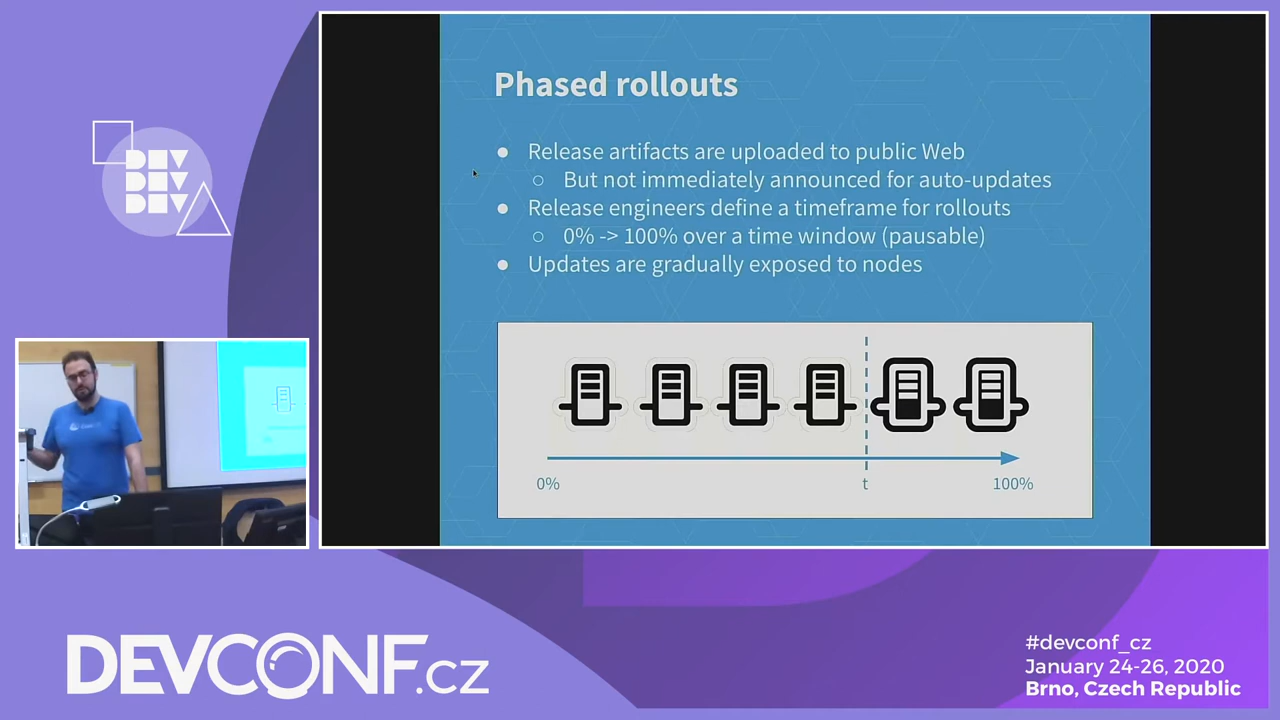 Phased rollouts
● Release artifacts are uploaded to public Web
○ But not immediately announced for auto-updates
● Release engineers define a timeframe for rollouts
○ 0% -> 100% over a time window (pausable)
● Updates are gradually exposed to nodes
0%
t
100%
DEV
DEV
DEV
DEVCONF.cz
#devconf_cz
January 24-26, 2020
Brno, Czech Republic